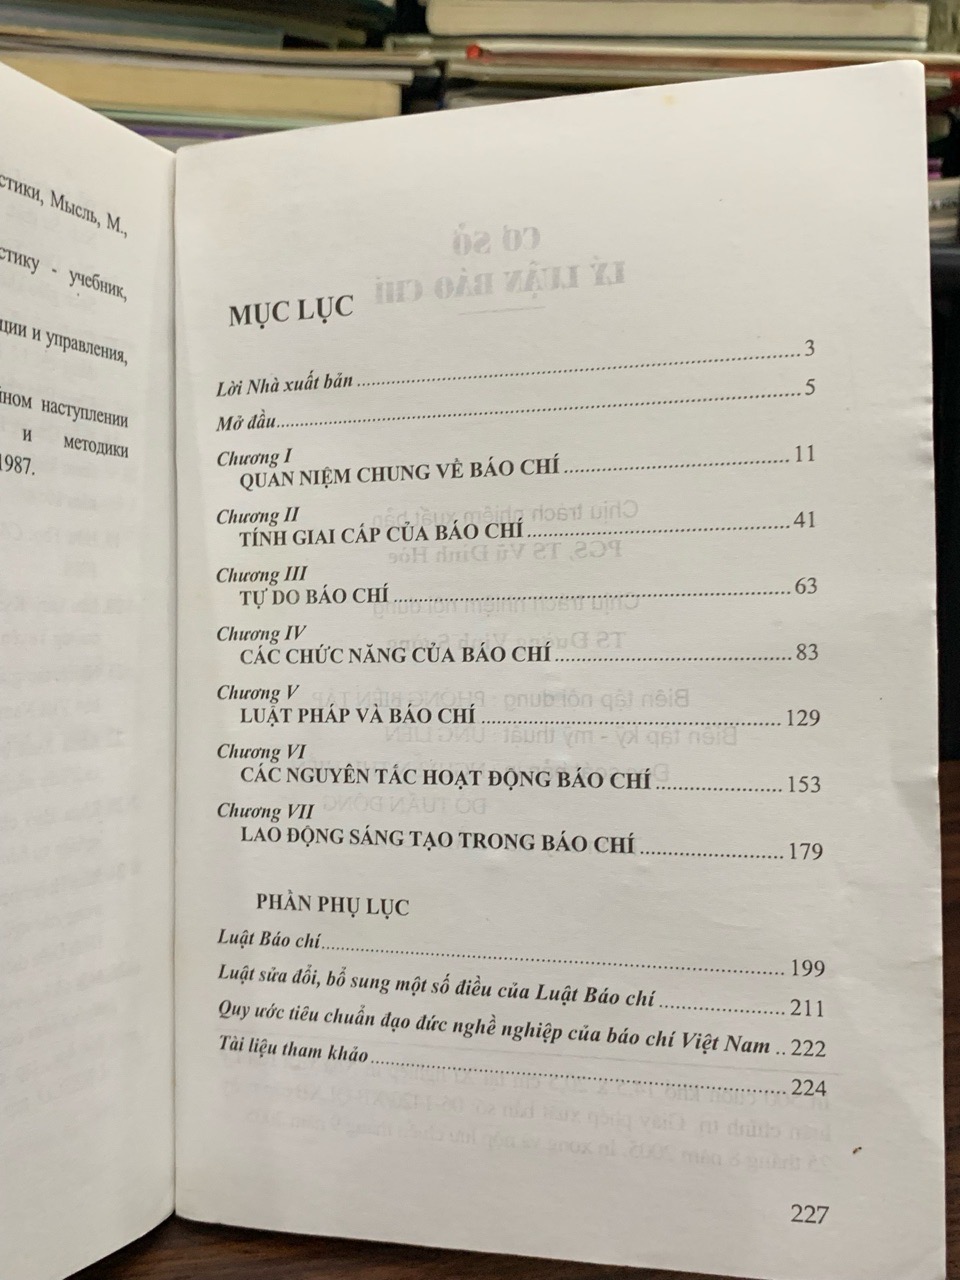 стики, Мысль, М.,
стику - учебник,
ции и управления,
ном наступлении
и методики
1987.
CƠ SỞ
LÝ LUẬN BÁO CHÍ
MỤC LỤC
Lời Nhà xuất bản ... 3
Mở đầu ... 5
Chương I
QUAN NIỆM CHUNG VỀ BÁO CHÍ ... 11
Chương II
TÍNH GIAI CẤP CỦA BÁO CHÍ ... 41
Chương III
TỰ DO BÁO CHÍ ... 63
Chương IV
CÁC CHỨC NĂNG CỦA BÁO CHÍ ... 83
Chương V
LUẬT PHÁP VÀ BÁO CHÍ ... 129
Chương VI
CÁC NGUYÊN TẮC HOẠT ĐỘNG BÁO CHÍ ... 153
Chương VII
LAO ĐỘNG SÁNG TẠO TRONG BÁO CHÍ ... 179
PHẦN PHỤ LỤC
Luật Báo chí ... 199
Luật sửa đổi, bổ sung một số điều của Luật Báo chí ... 211
Quy ước tiêu chuẩn đạo đức nghề nghiệp của báo chí Việt Nam .. 222
Tài liệu tham khảo ... 224
227